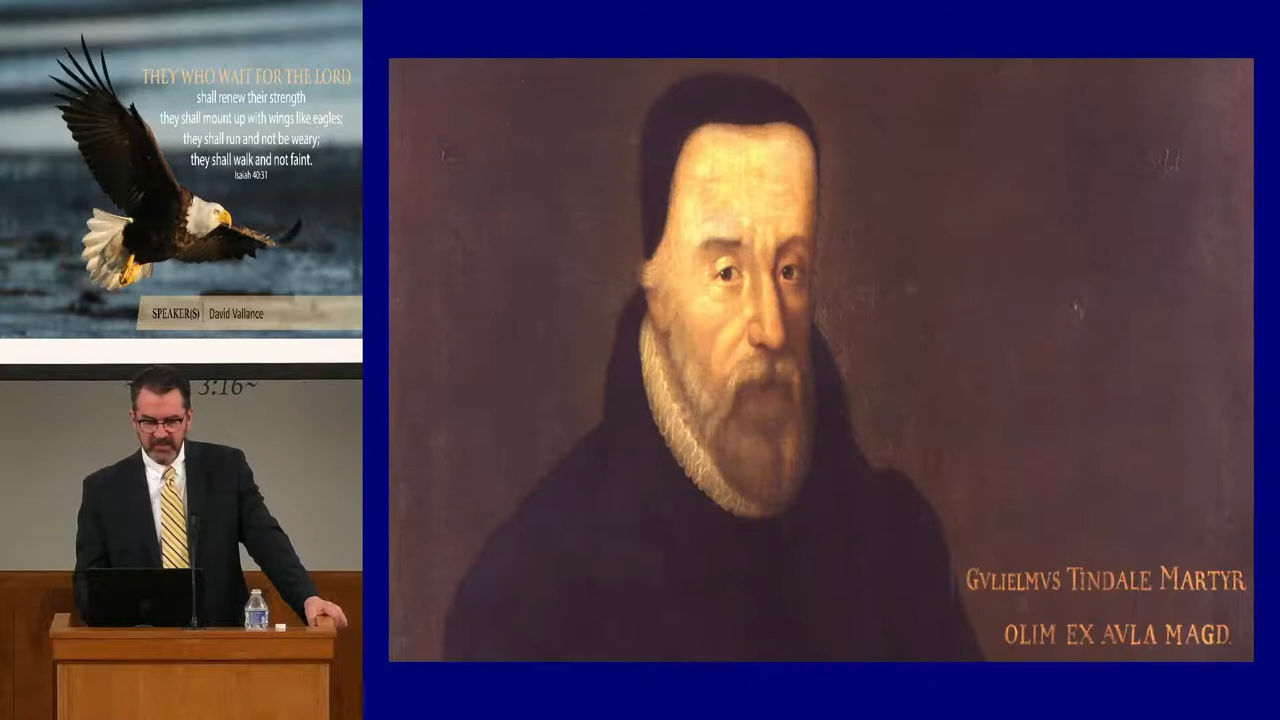 THEY WHO WAIT FOR THE LORD
shall renew their strength
they shall mount up with wings like eagles;
they shall run and not be weary;
they shall walk and not faint.
Isaiah 40:31
SPEAKER(S) David Vallance
3:16~
GVLIELMVS TINDALE MARTYR
OLIM EX AVLA MAGD.